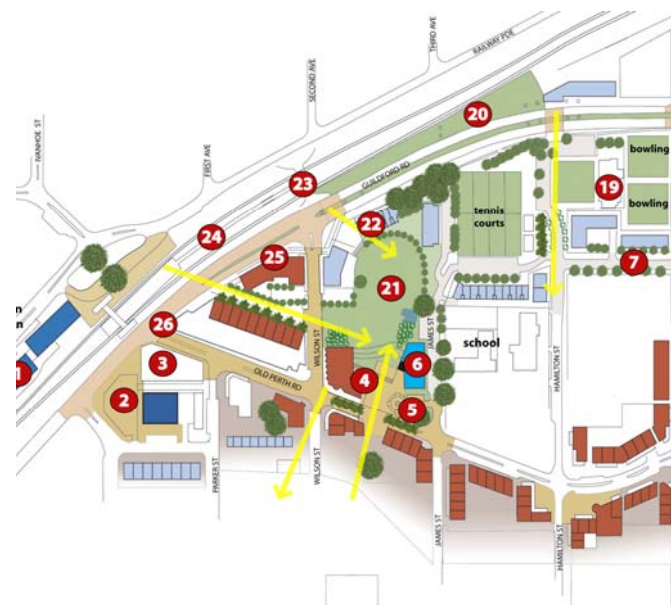 THIRD AVE
RAILWAY PDE
SECOND AVE
IVANHOE ST
FIRST AVE
20
GUILDFORD RD
bowling
23
19
22
tennis
courts
bowling
24
25
7
21
26
WILSON ST
JAMES ST
school
HAMILTON ST
3
OLD PERTH RD
4
6
2
5
PARKER ST
WILSON ST
JAMES ST
HAMILTON ST